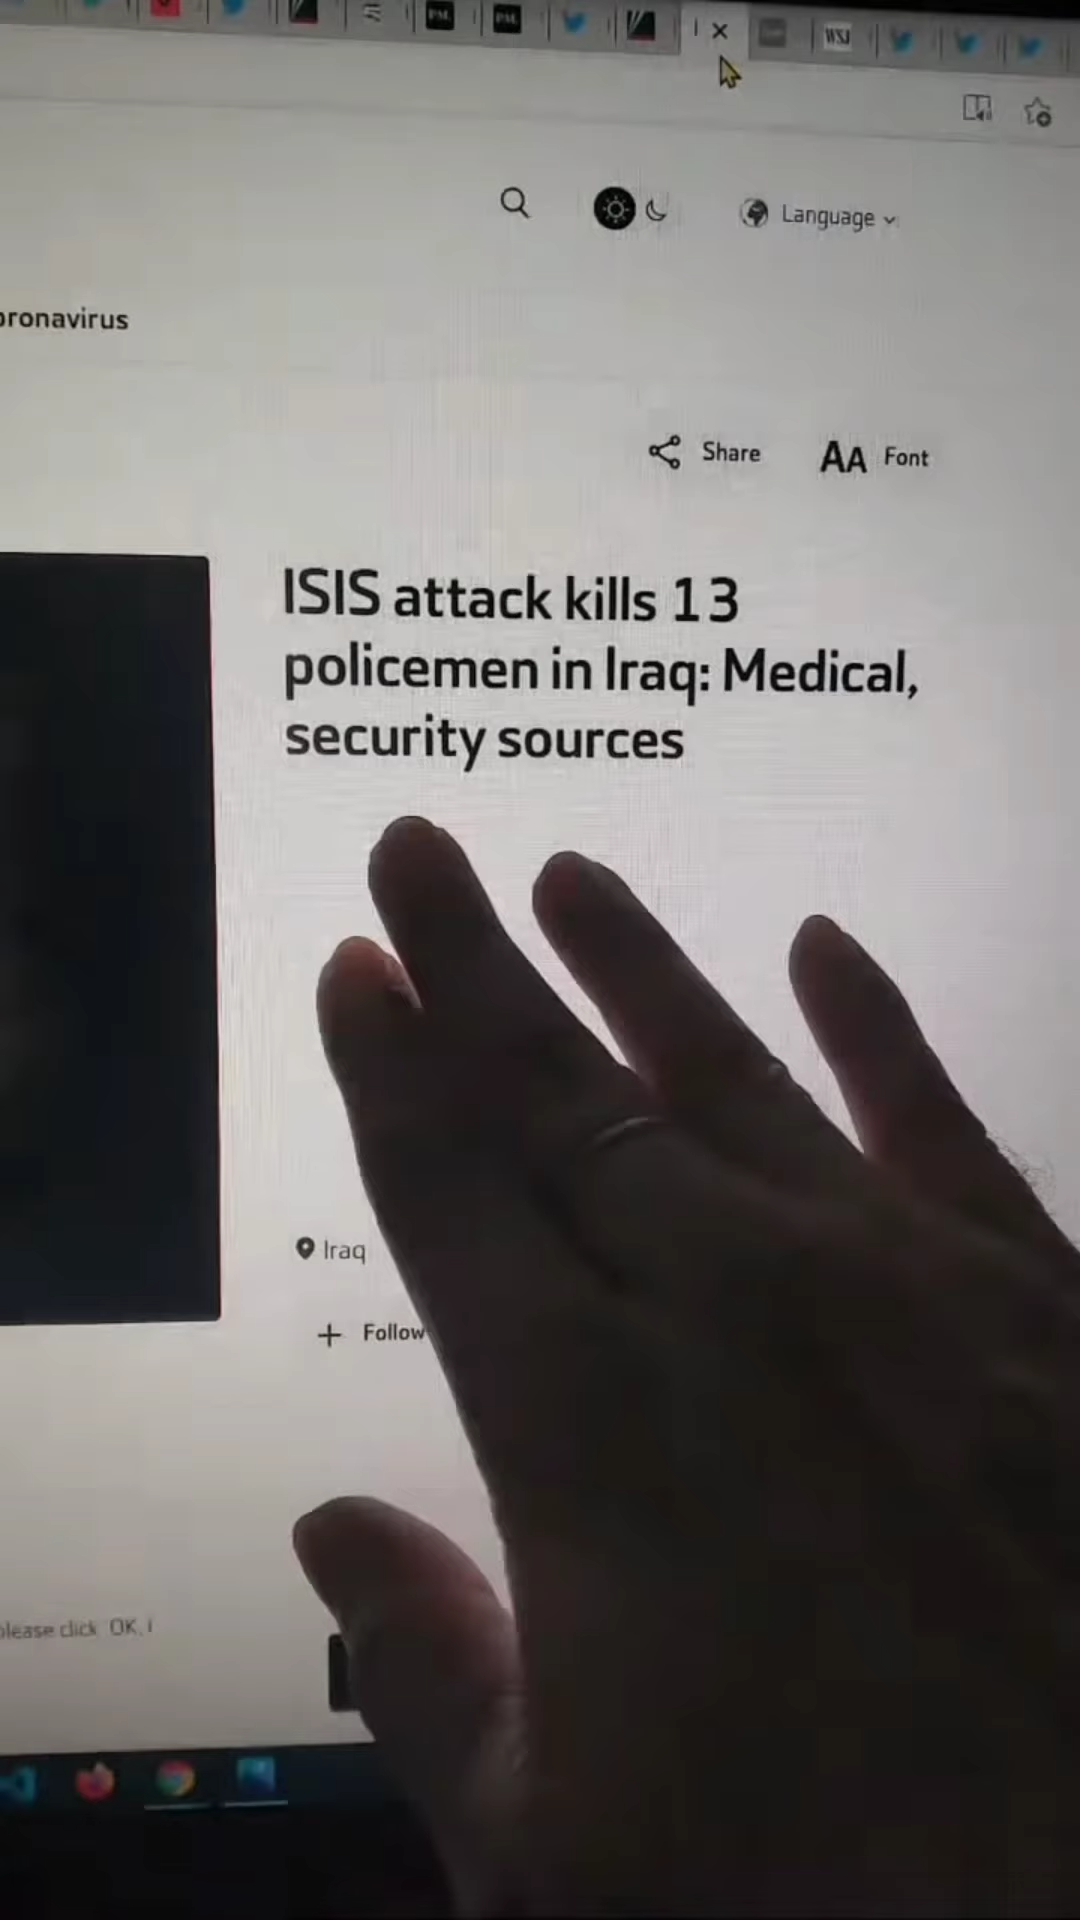 WSJ
Language
oronavirus
Share
AA Font
ISIS attack kills 13
policemen in Iraq: Medical,
security sources
Iraq
+ Follow
please click OK, I